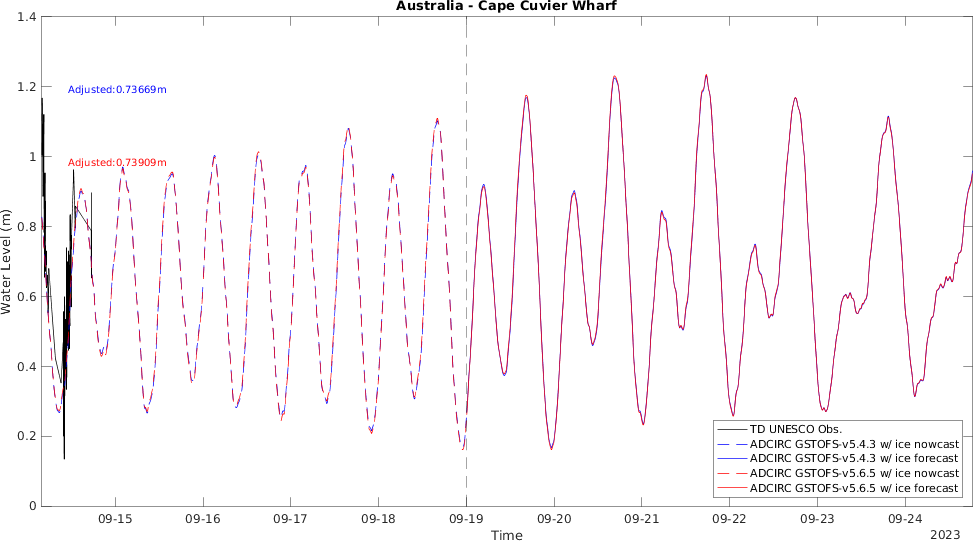 Australia - Cape Cuvier Wharf
1.4
1.2
1
0.8
0.6
0.4
0.2
0
Water Level (m)
Adjusted:0.73669m
Adjusted:0.73909m
TD UNESCO Obs.
ADCIRC GSTOFS-v5.4.3 w/ ice nowcast
ADCIRC GSTOFS-v5.4.3 w/ ice forecast
ADCIRC GSTOFS-v5.6.5 w/ ice nowcast
ADCIRC GSTOFS-v5.6.5 w/ ice forecast
09-15 09-16 09-17 09-18 09-19 09-20 09-21 09-22 09-23 09-24
Time
2023